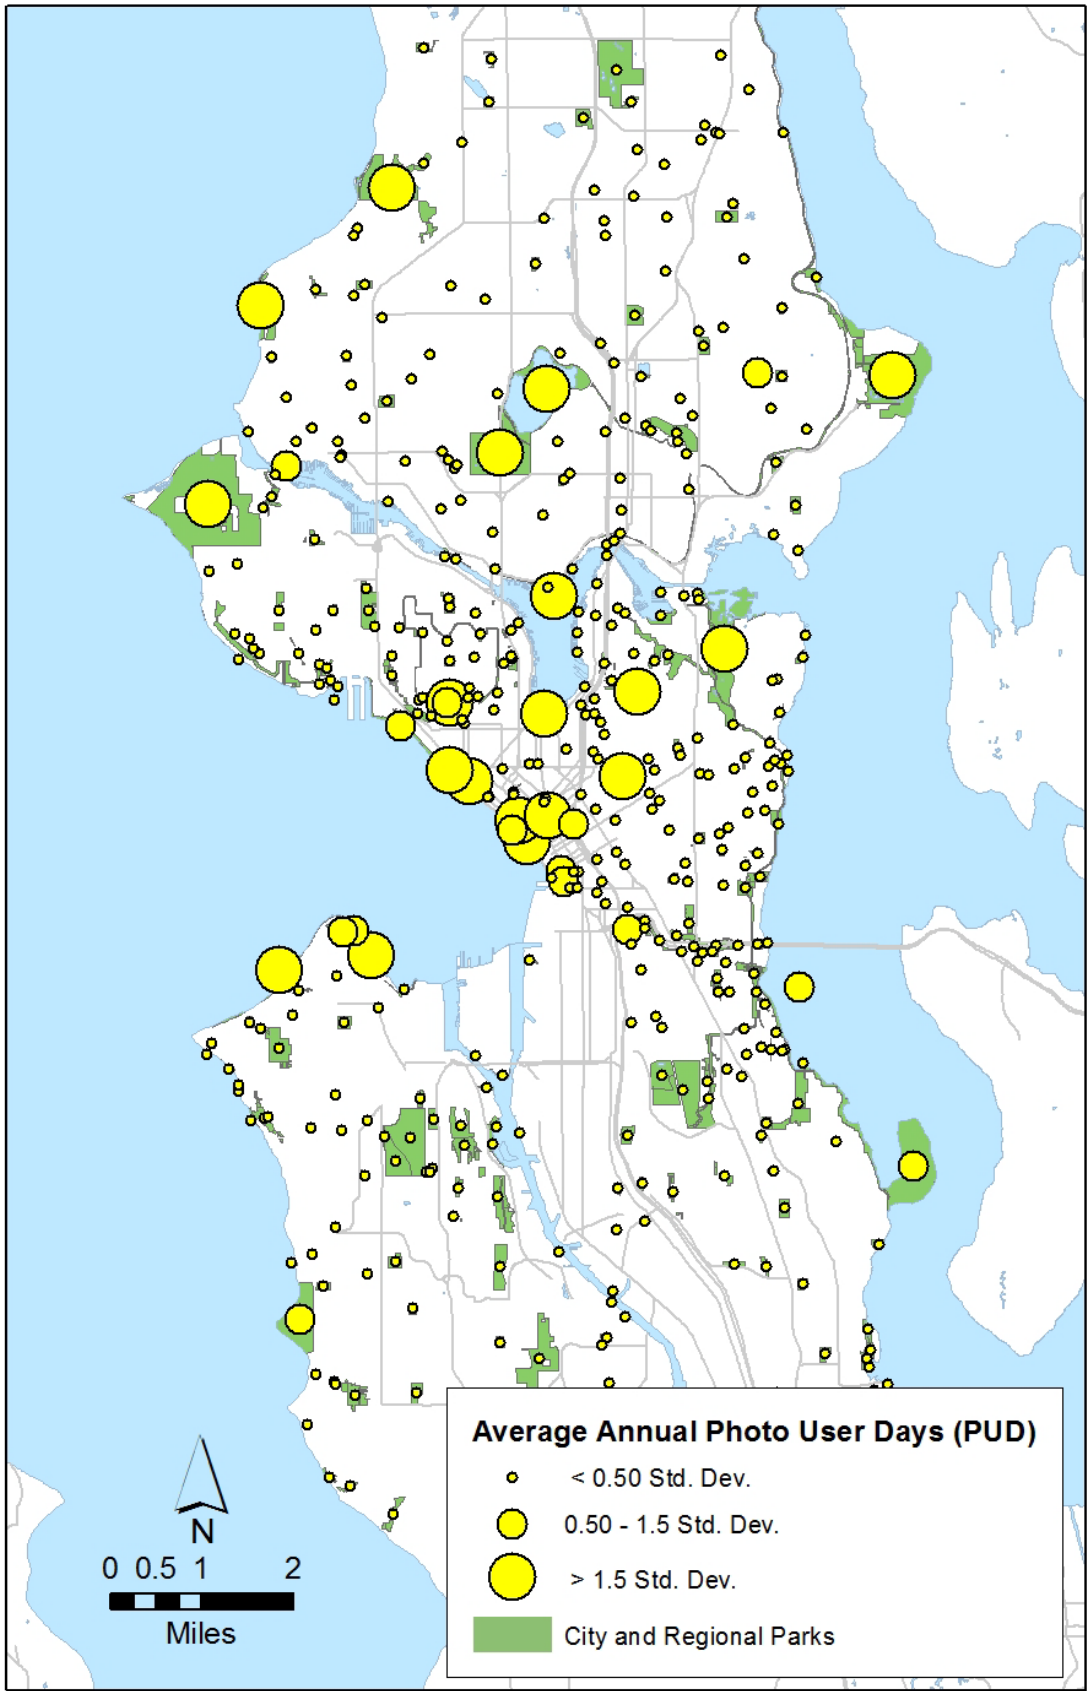 Average Annual Photo User Days (PUD)
< 0.50 Std. Dev.
0.50 - 1.5 Std. Dev.
> 1.5 Std. Dev.
City and Regional Parks
N
0 0.5 1 2
Miles